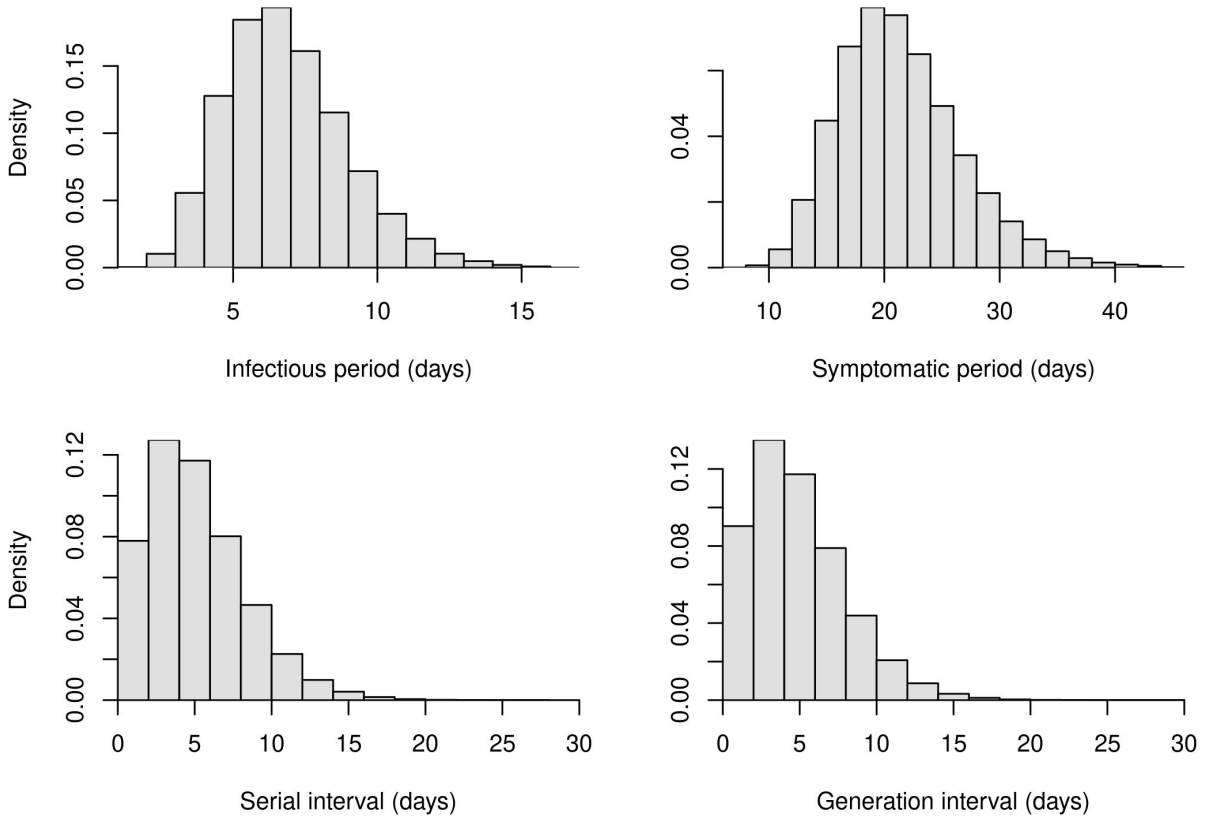 Density
0.00 0.05 0.10 0.15
5 10 15
Infectious period (days)
0.00 0.04
10 20 30 40
Symptomatic period (days)
Density
0.00 0.04 0.08 0.12
0 5 10 15 20 25 30
Serial interval (days)
0.00 0.04 0.08 0.12
0 5 10 15 20 25 30
Generation interval (days)